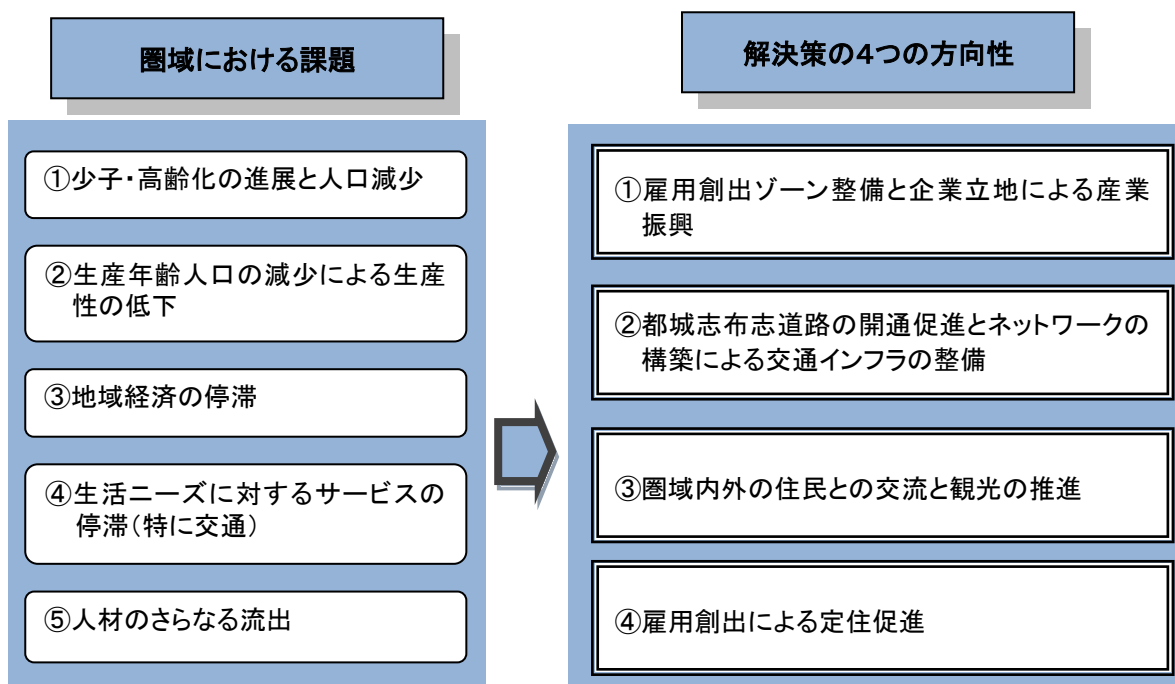 圏域における課題
①少子・高齢化の進展と人口減少
②生産年齢人口の減少による生産
性の低下
③地域経済の停滞
④生活ニーズに対するサービスの
停滞（特に交通）
⑤人材のさらなる流出
解決策の４つの方向性
①雇用創出ゾーン整備と企業立地による産業
振興
②都城志布志道路の開通促進とネットワークの
構築による交通インフラの整備
③圏域内外の住民との交流と観光の推進
④雇用創出による定住促進